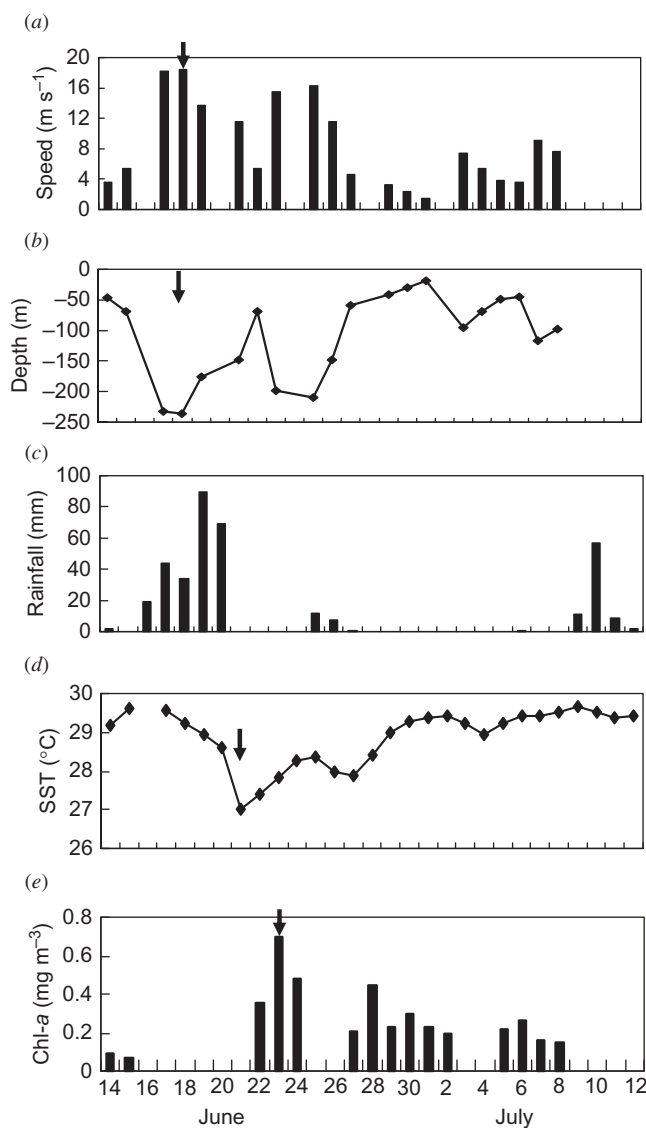 (a)
20
16
12
8
4
0
Speed (m s⁻¹)
(b)
0
−50
−100
−150
−200
−250
Depth (m)
(c)
100
80
60
40
20
0
Rainfall (mm)
(d)
30
29
28
27
26
SST (°C)
(e)
0.8
0.6
0.4
0.2
0
Chl-a (mg m⁻³)
14 16 18 20 22 24 26 28 30 2 4 6 8 10 12
June July